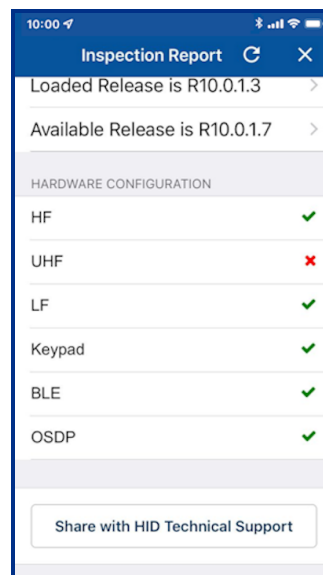 10:00
Inspection Report
Loaded Release is R10.0.1.3
Available Release is R10.0.1.7
HARDWARE CONFIGURATION
HF
UHF
LF
Keypad
BLE
OSDP
Share with HID Technical Support